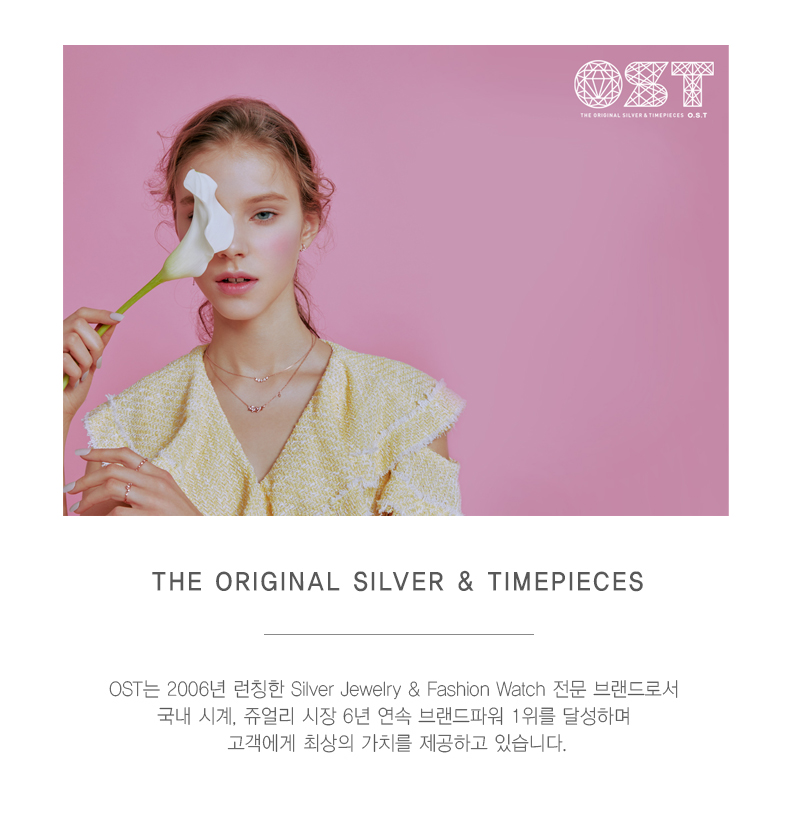 OST
THE ORIGINAL SILVER & TIMEPIECES O.S.T
THE ORIGINAL SILVER & TIMEPIECES
OST는 2006년 런칭한 Silver Jewelry & Fashion Watch 전문 브랜드로서
국내 시계, 쥬얼리 시장 6년 연속 브랜드파워 1위를 달성하며
고객에게 최상의 가치를 제공하고 있습니다.